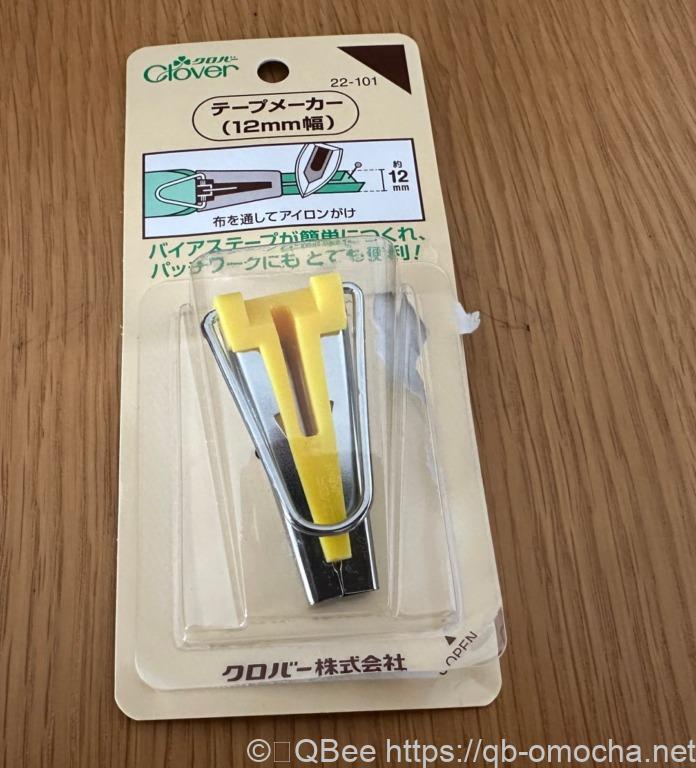 クロバー
Clover
22-101
テープメーカー
(12mm幅)
約
12
mm
布を通してアイロンがけ
バイアステープが簡単につくれ、
パッチワークにも とても便利!
クロバー株式会社
OPEN
© QBee https://qb-omocha.net